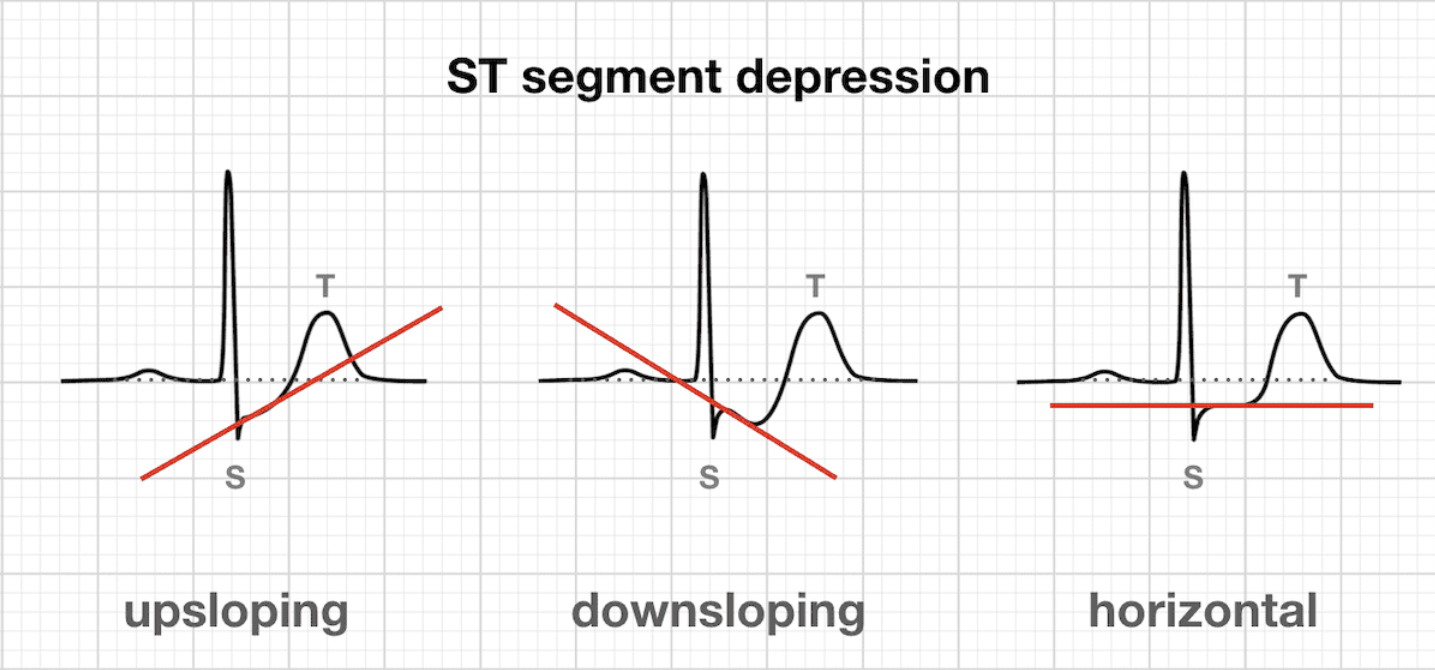 ST segment depression
T T T
S S S
upsloping downsloping horizontal